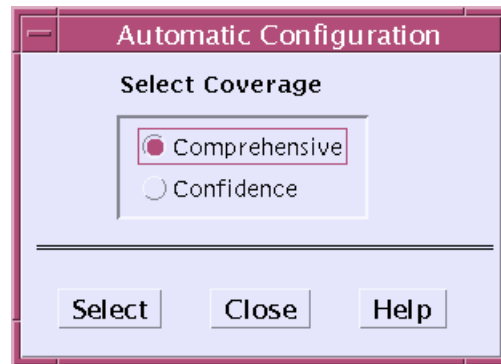 Automatic Configuration
Select Coverage
Comprehensive
Confidence
Select Close Help